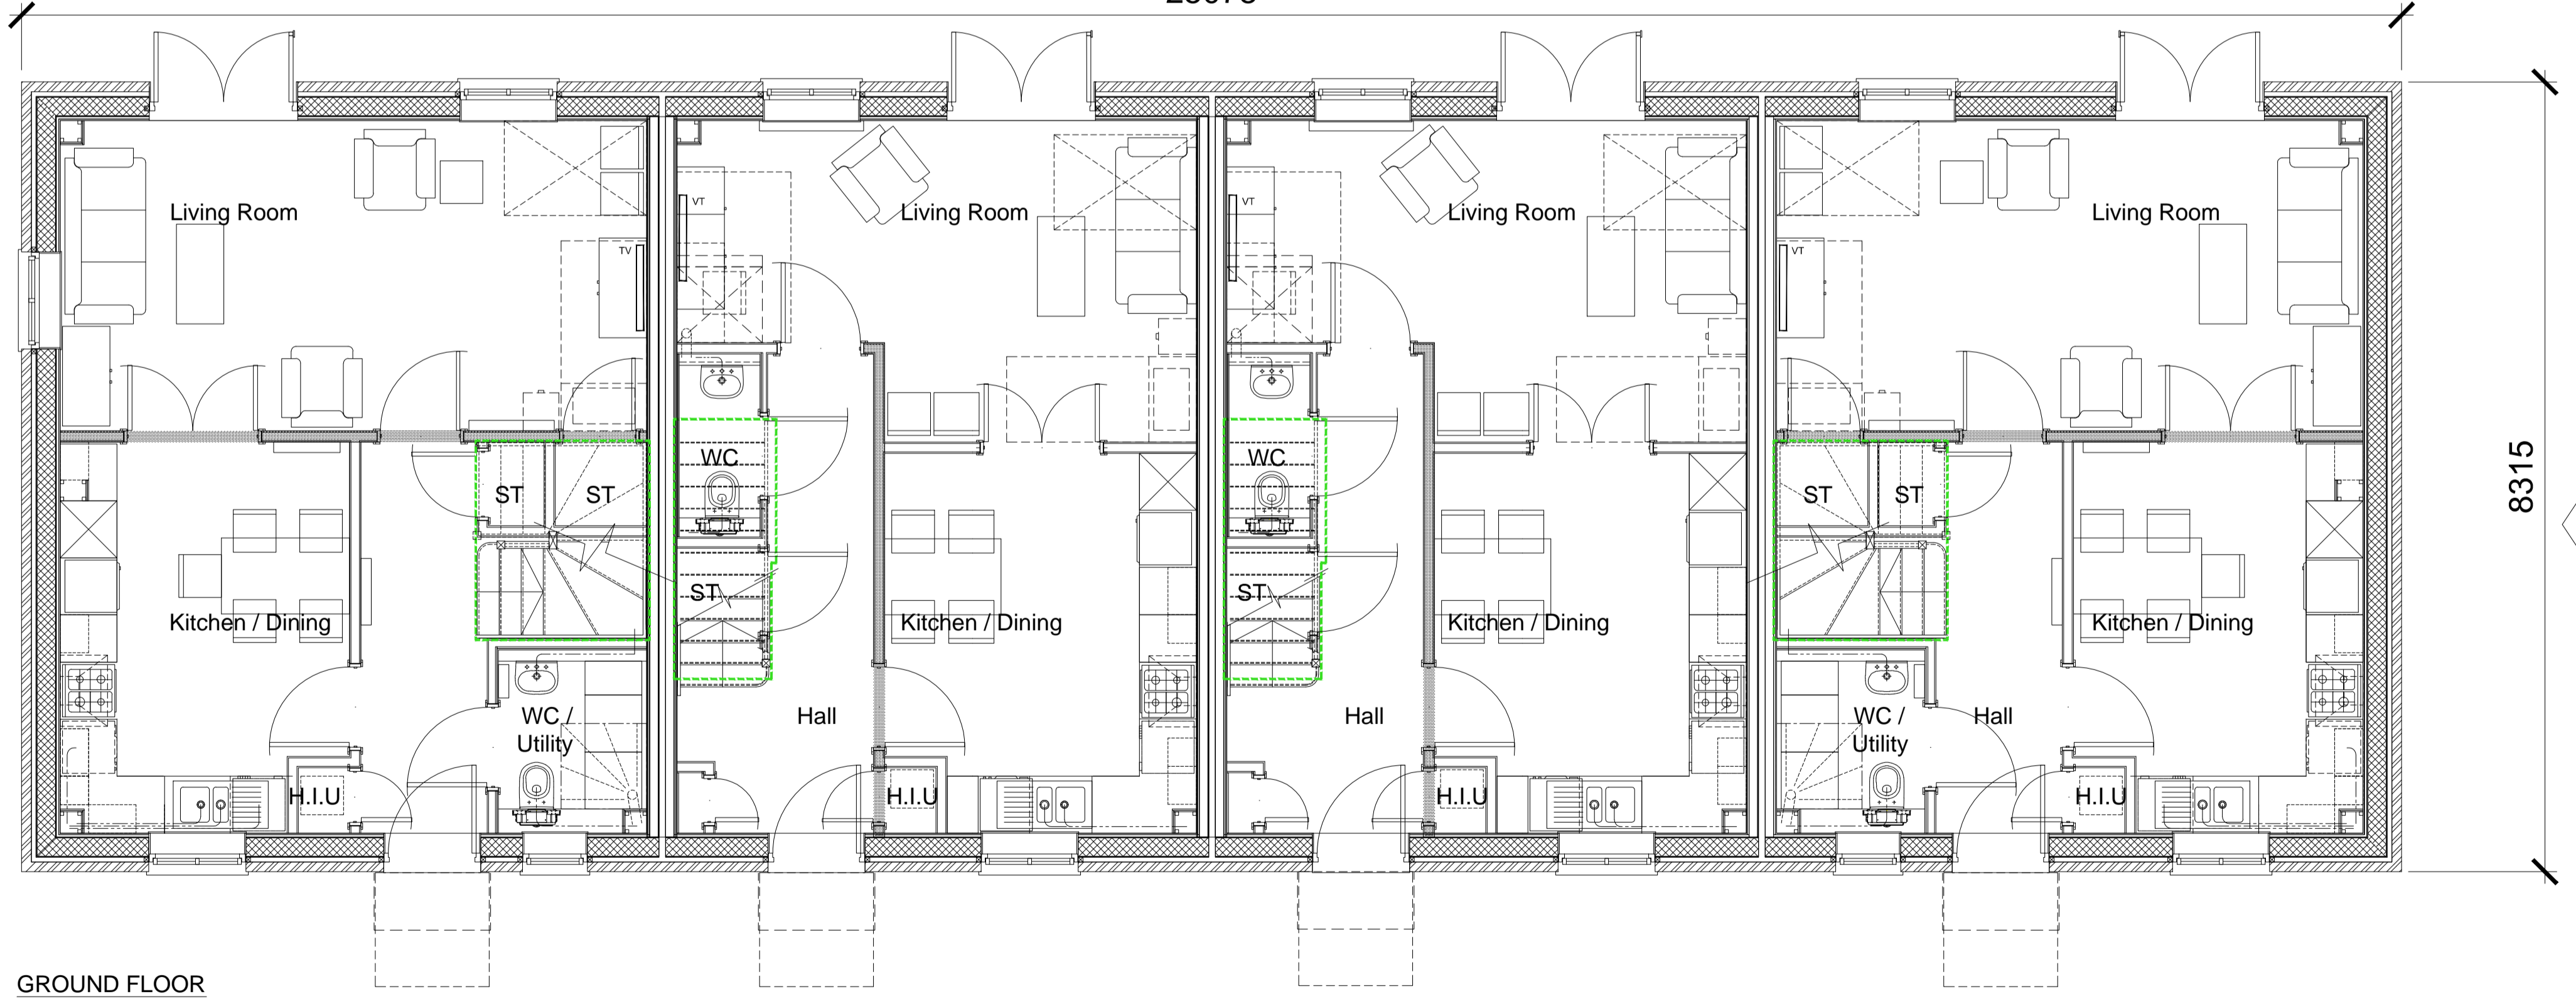 Living Room
TV
ST
ST
Kitchen / Dining
WC /
Utility
H.I.U
VT
Living Room
WC
ST
Kitchen / Dining
Hall
H.I.U
VT
Living Room
WC
ST
Kitchen / Dining
Hall
H.I.U
Living Room
VT
ST
ST
Kitchen / Dining
WC /
Utility
Hall
H.I.U
8315
GROUND FLOOR